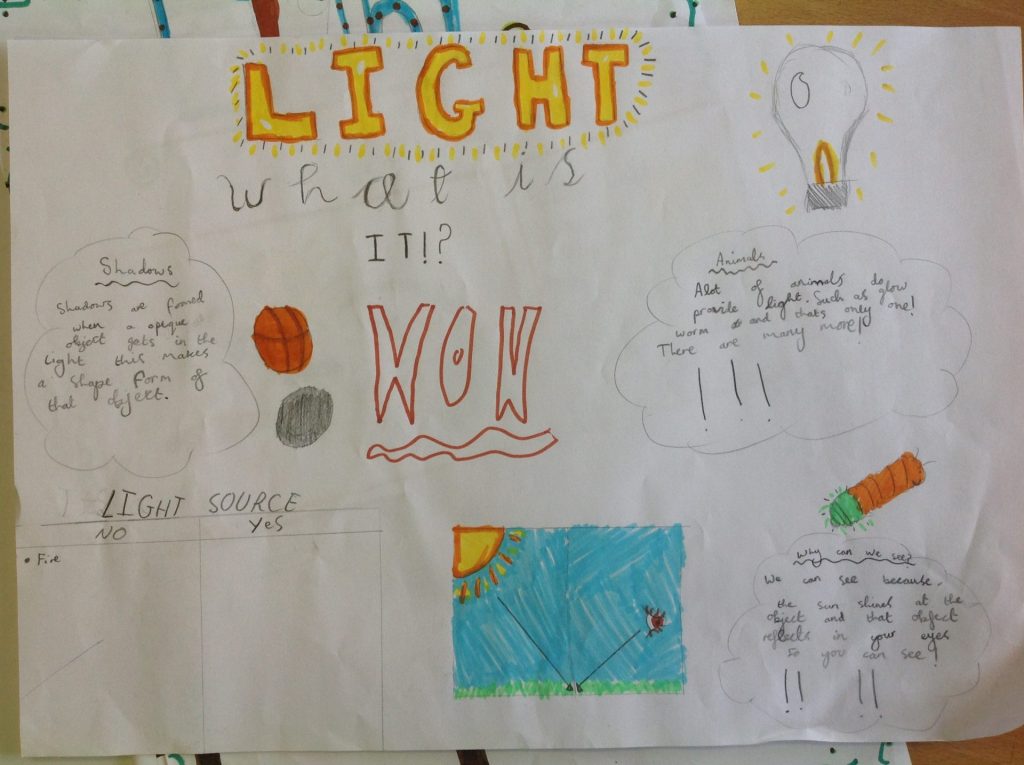 LIGHT
what is
IT!?
WOW
Shadows
Shadows are formed
when a opeque
object gets in the
light this makes
a shape form of
that object.
Animals
Alot of animals do
provide light. Such as glow
worm and thats only one!
There are many more!
! ! !
LIGHT SOURCE
NO YeS
• Fire
Why can we see?
We can see because.
the sun shines at the
object and that object
reflects in your eyes
so you can see!
!! !!